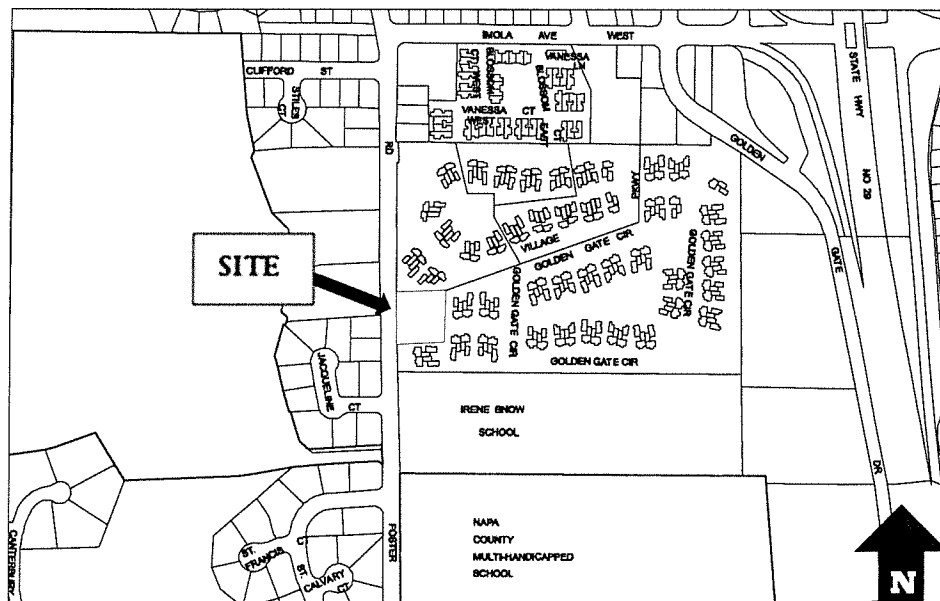 IMOLA AVE WEST
CLIFFORD ST
STILES CT
WEST BLOSSOM
VANESSA LN
BLOSSOM EAST CT
VANESSA WEST CT
RD
STATE HWY NO 29
GOLDEN GATE DR
PKWY
VILLAGE
GOLDEN GATE CIR
GOLDEN GATE CIR
GOLDEN GATE CIR
GOLDEN GATE CIR
SITE
JACQUELINE CT
IRENE SNOW
SCHOOL
FOSTER
NAPA
COUNTY
MULTI-HANDICAPPED
SCHOOL
CANTERBURY
ST. FRANCIS C
ST. CALVARY CT
N